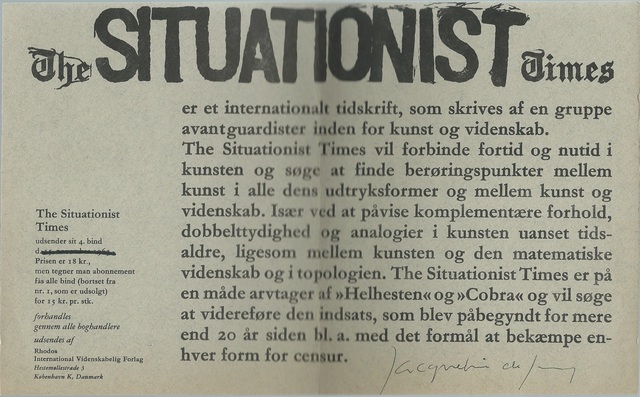 The SITUATIONIST Times
er et internationalt tidskrift, som skrives af en gruppe
avantguardister inden for kunst og videnskab.
The Situationist Times vil forbinde fortid og nutid i
kunsten og søge at finde berøringspunkter mellem
kunst i alle dens udtryksformer og mellem kunst og
videnskab. Især ved at påvise komplementære forhold,
dobbelttydighed og analogier i kunsten uanset tids-
aldre, ligesom mellem kunsten og den matematiske
videnskab og i topologien. The Situationist Times er på
en måde arvtager af »Helhesten« og »Cobra« og vil søge
at videreføre den indsats, som blev påbegyndt for mere
end 20 år siden bl. a. med det formål at bekæmpe en-
hver form for censur.
Jacqueline de Jong
The Situationist
Times
udsender sit 4. bind
Prisen er 18 kr.,
men tegner man abonnement
fra alle bind (bortset fra
nr. 1, som er udsolgt)
for 15 kr. pr. stk.
forhandles
gennem alle boghandlere
udsendes af
Rhodos
International Videnskabelig Forlag
Hestemøllestræde 3
København K, Danmark